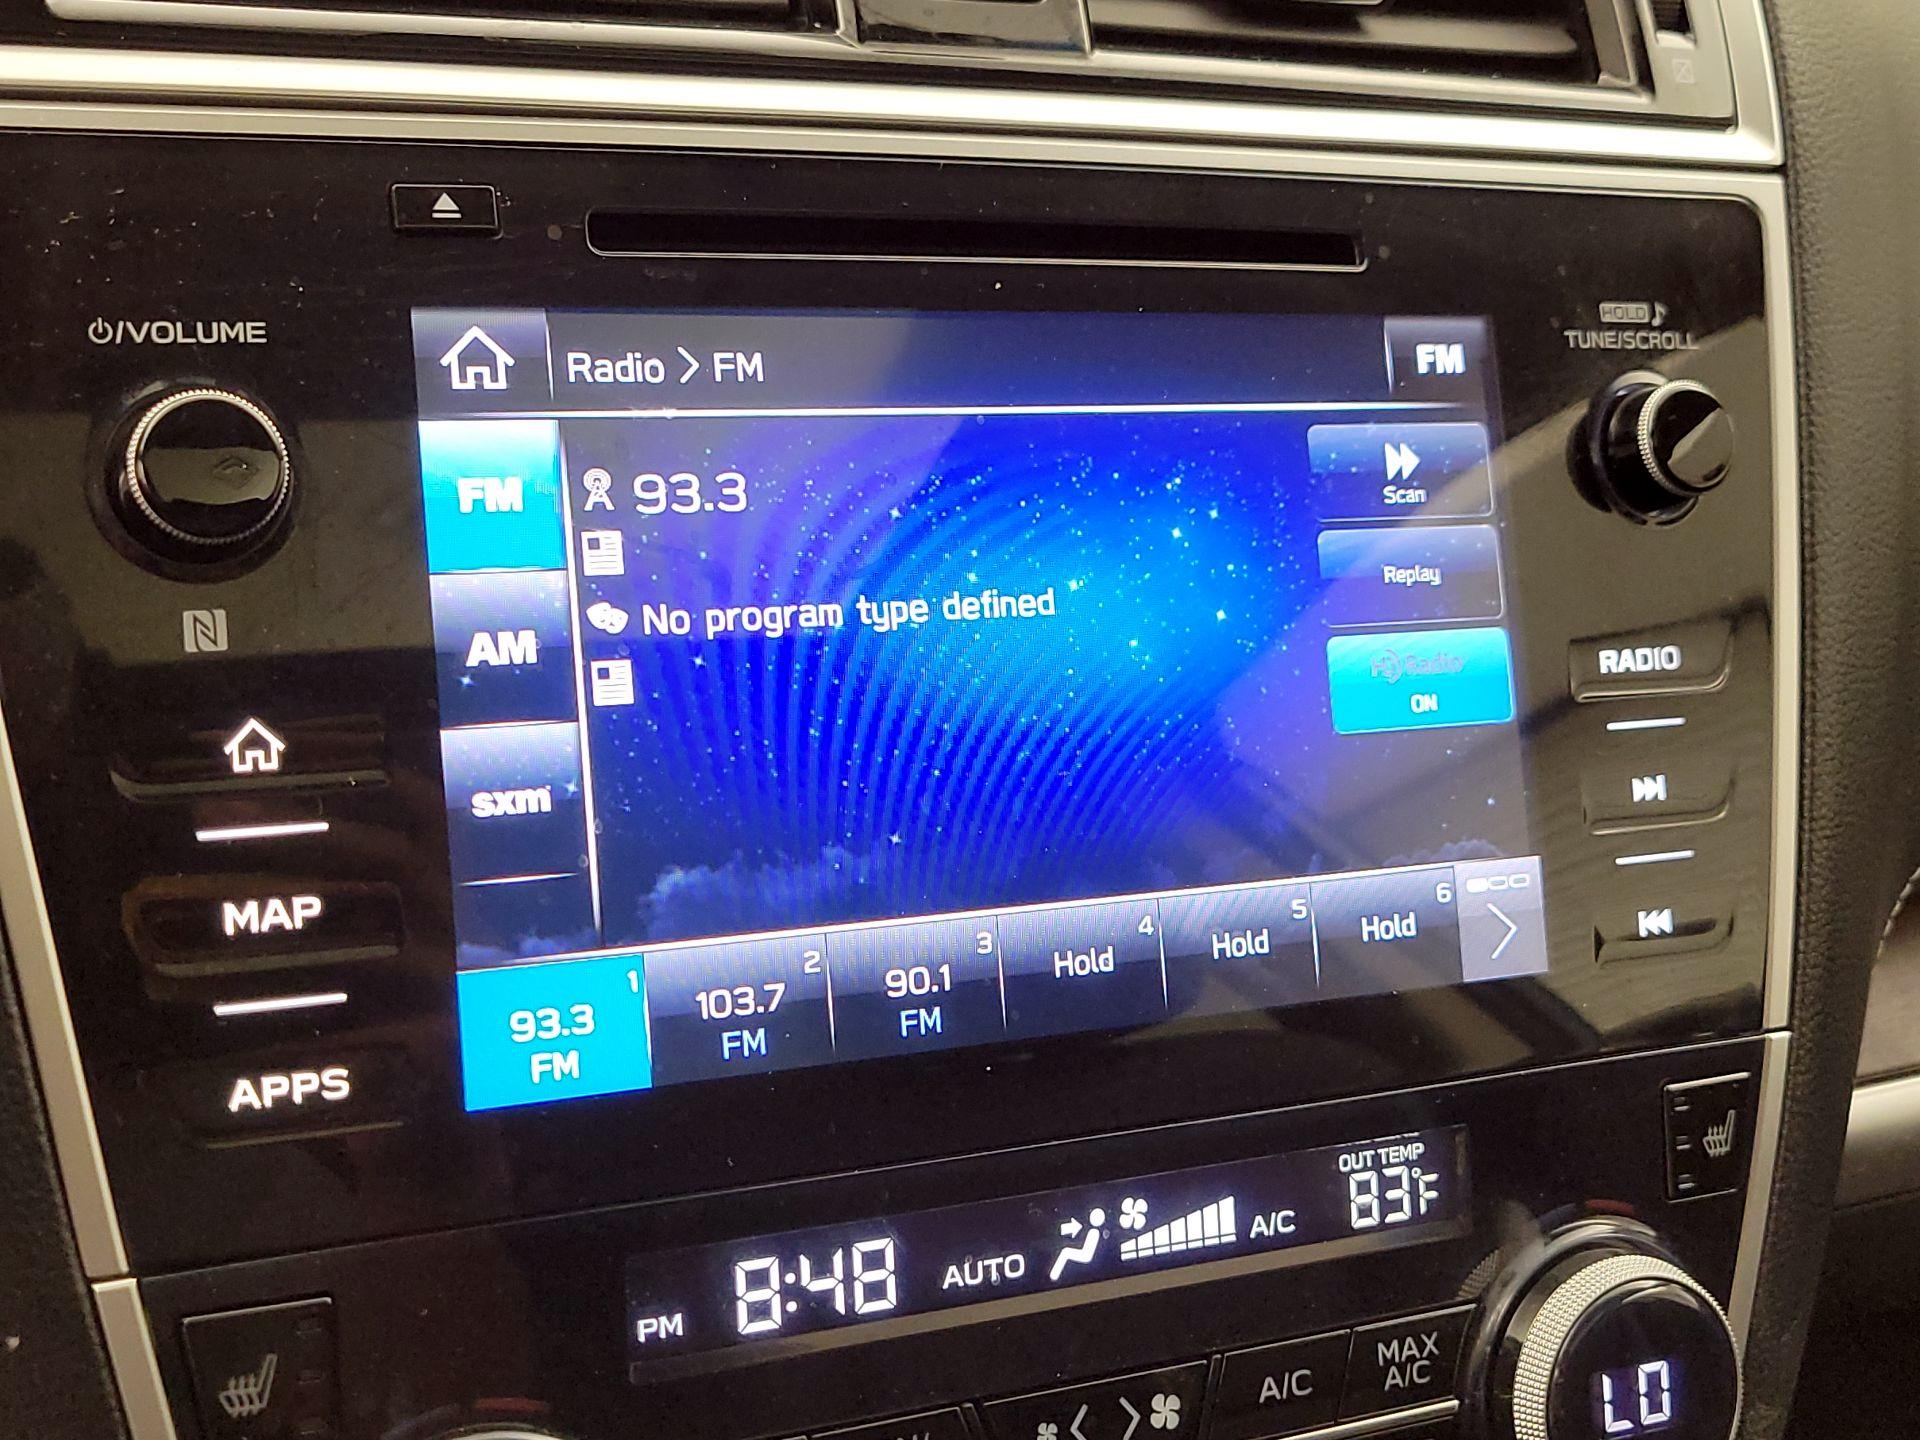 /VOLUME
HOLD
TUNE/SCROLL
Radio > FM
FM
FM
93.3
Scan
Replay
No program type defined
AM
HD Radio
ON
RADIO
sxm
MAP
APPS
1
93.3
FM
2
103.7
FM
3
90.1
FM
4
Hold
5
Hold
6
Hold
OUT TEMP
83°F
PM 8:48 AUTO A/C
A/C
MAX
A/C
LO